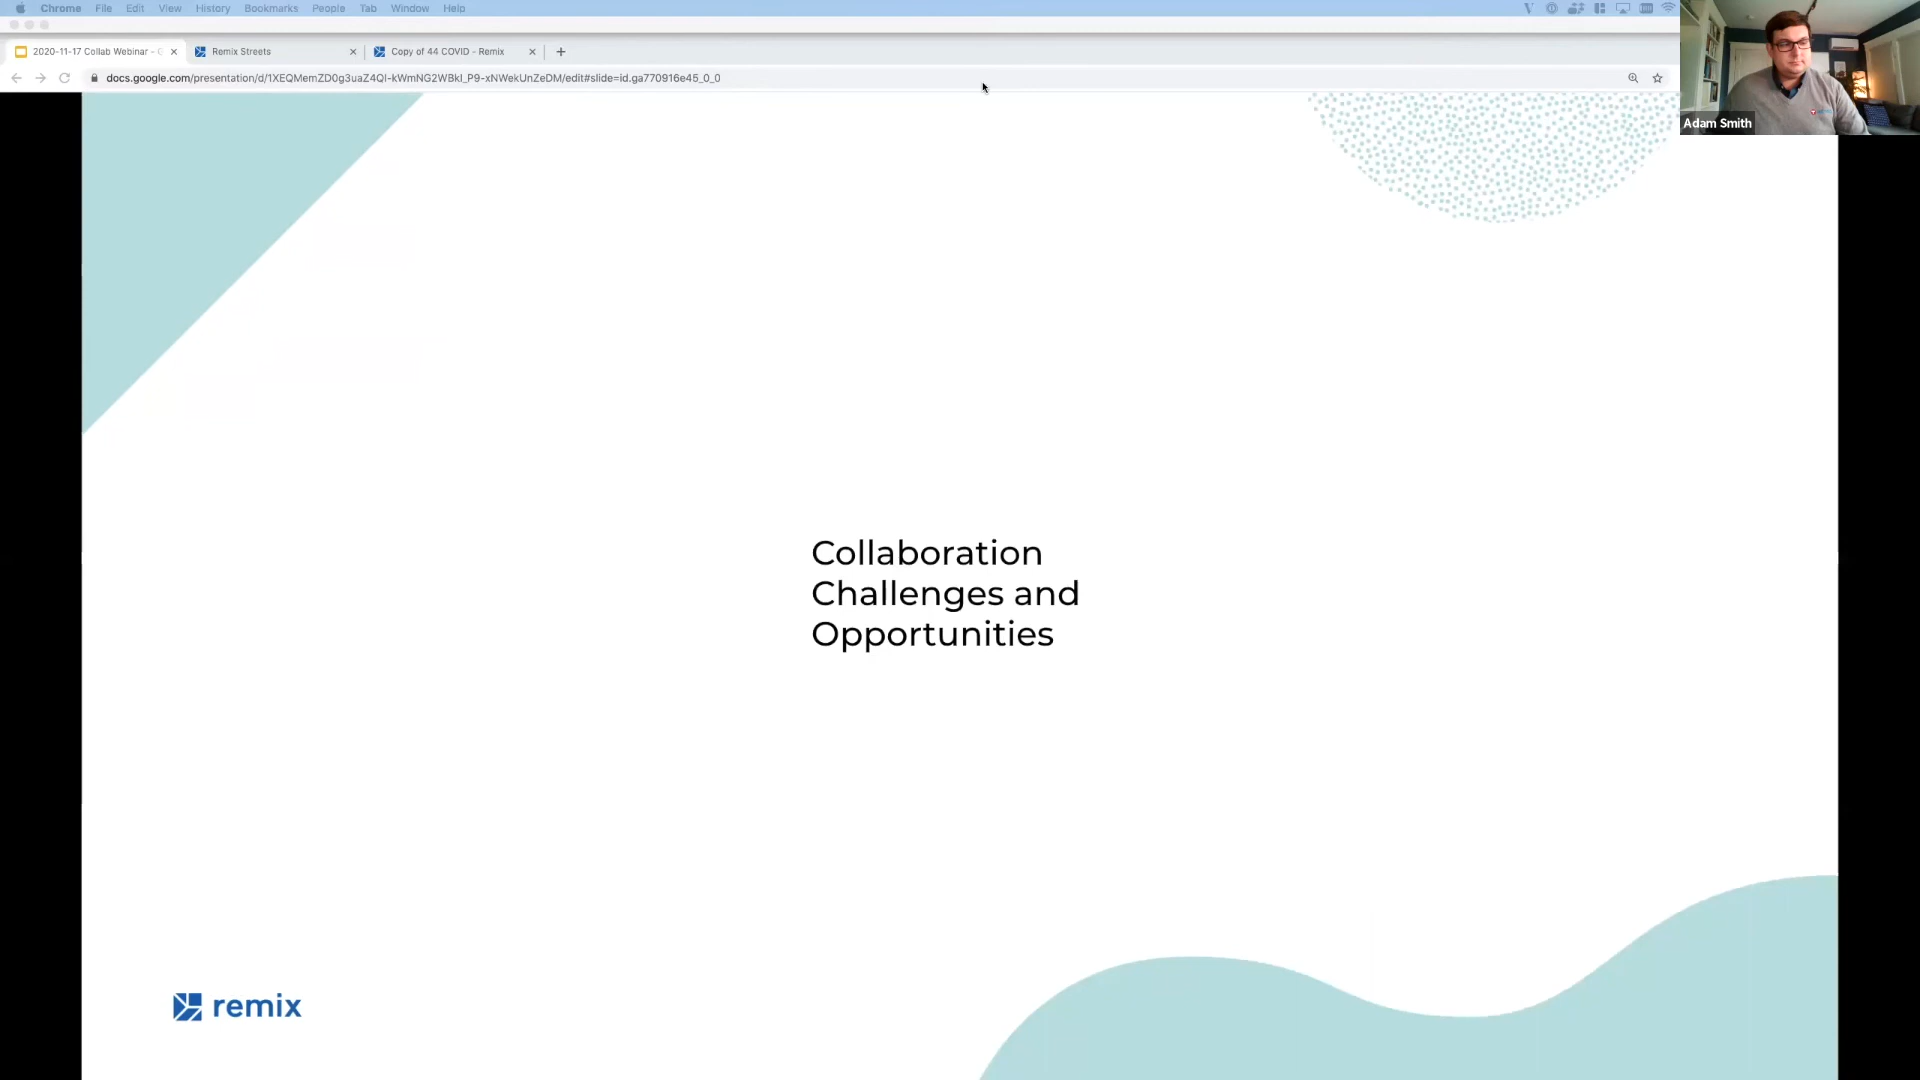 Chrome File Edit View History Bookmarks People Tab Window Help
2020-11-17 Collab Webinar - G Remix Streets Copy of 44 COVID - Remix
docs.google.com/presentation/d/1XEQMemZD0g3uaZ4QI-kWmNG2WBkI_P9-xNWekUnZeDM/edit#slide=id.ga770916e45_0_0
Adam Smith
Collaboration
Challenges and
Opportunities
remix